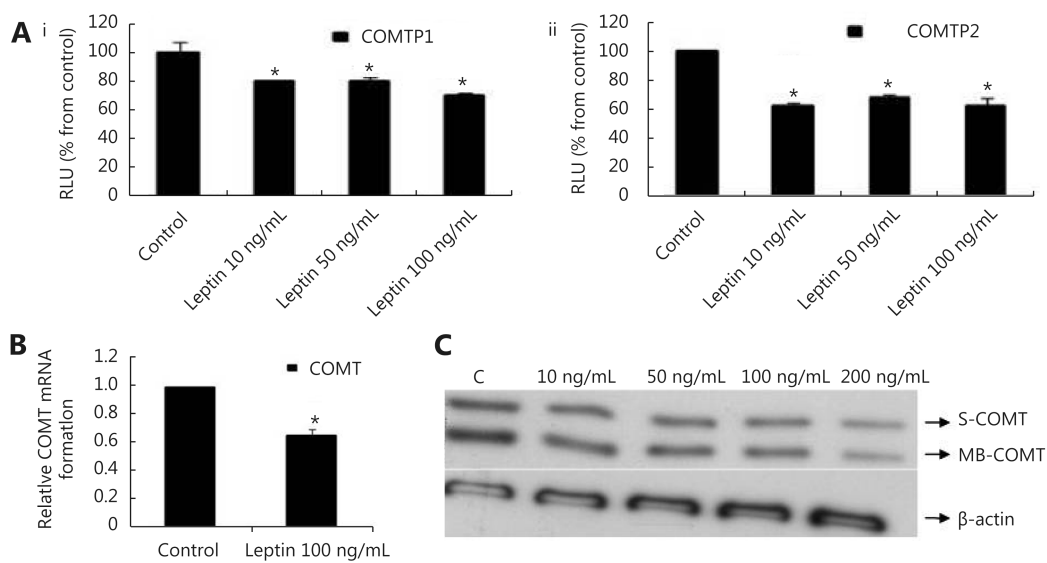 A
i
COMTP1
RLU (% from control)
120
100
80
60
40
20
0
*
*
*
Control
Leptin 10 ng/mL
Leptin 50 ng/mL
Leptin 100 ng/mL
ii
COMTP2
RLU (% from control)
120
100
80
60
40
20
0
*
*
*
Control
Leptin 10 ng/mL
Leptin 50 ng/mL
Leptin 100 ng/mL
B
COMT
Relative COMT mRNA
formation
1.2
1.0
0.8
0.6
0.4
0.2
0
*
Control
Leptin 100 ng/mL
C
C
10 ng/mL
50 ng/mL
100 ng/mL
200 ng/mL
S-COMT
MB-COMT
β-actin